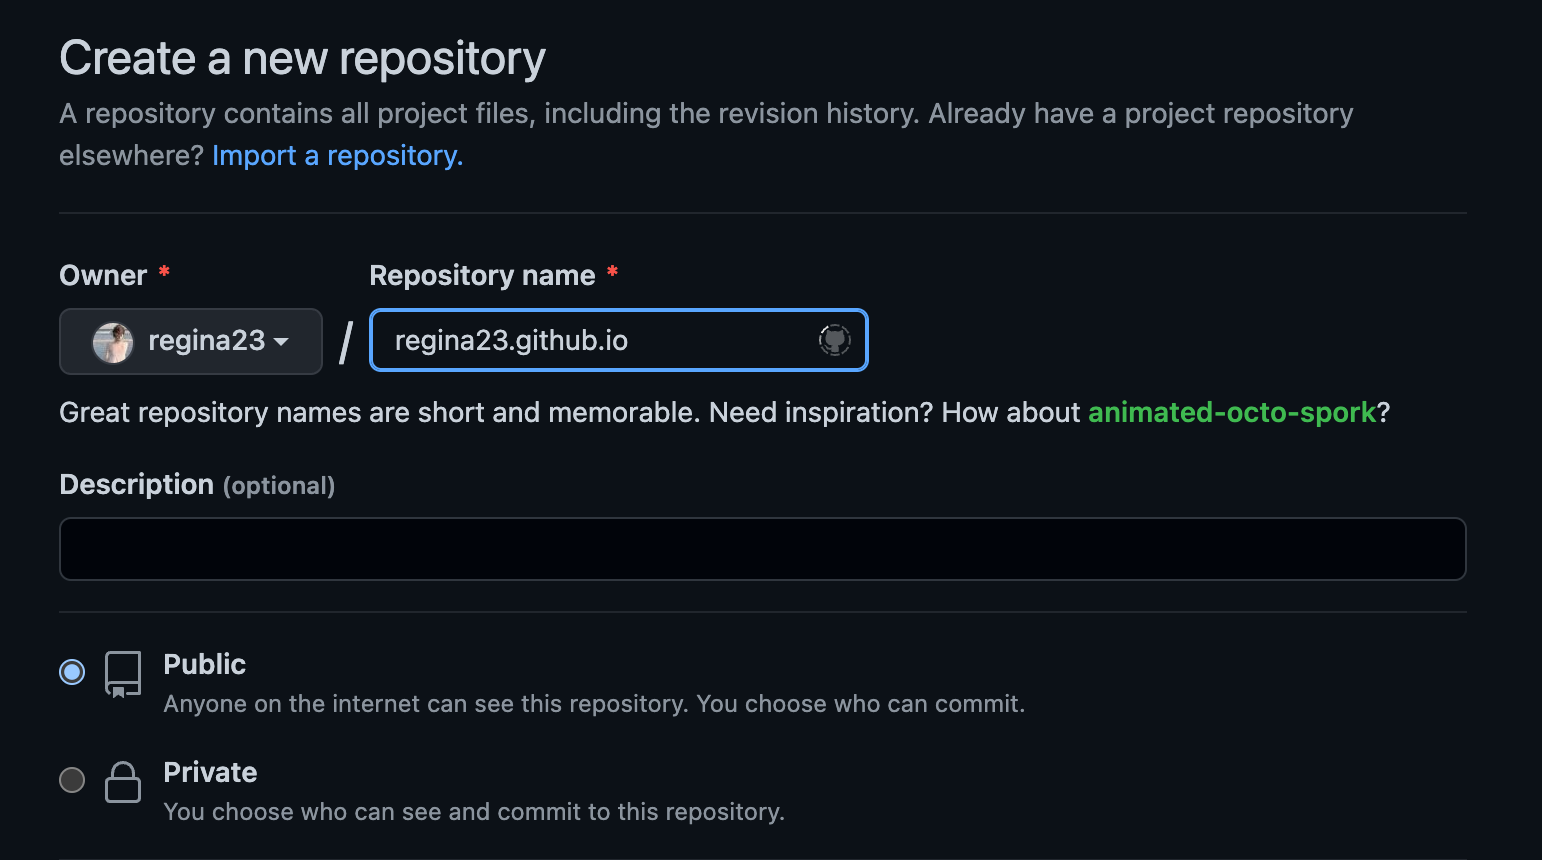 Create a new repository
A repository contains all project files, including the revision history. Already have a project repository
elsewhere? Import a repository.
Owner *
Repository name *
regina23
/
regina23.github.io
Great repository names are short and memorable. Need inspiration? How about animated-octo-spork?
Description (optional)
Public
Anyone on the internet can see this repository. You choose who can commit.
Private
You choose who can see and commit to this repository.